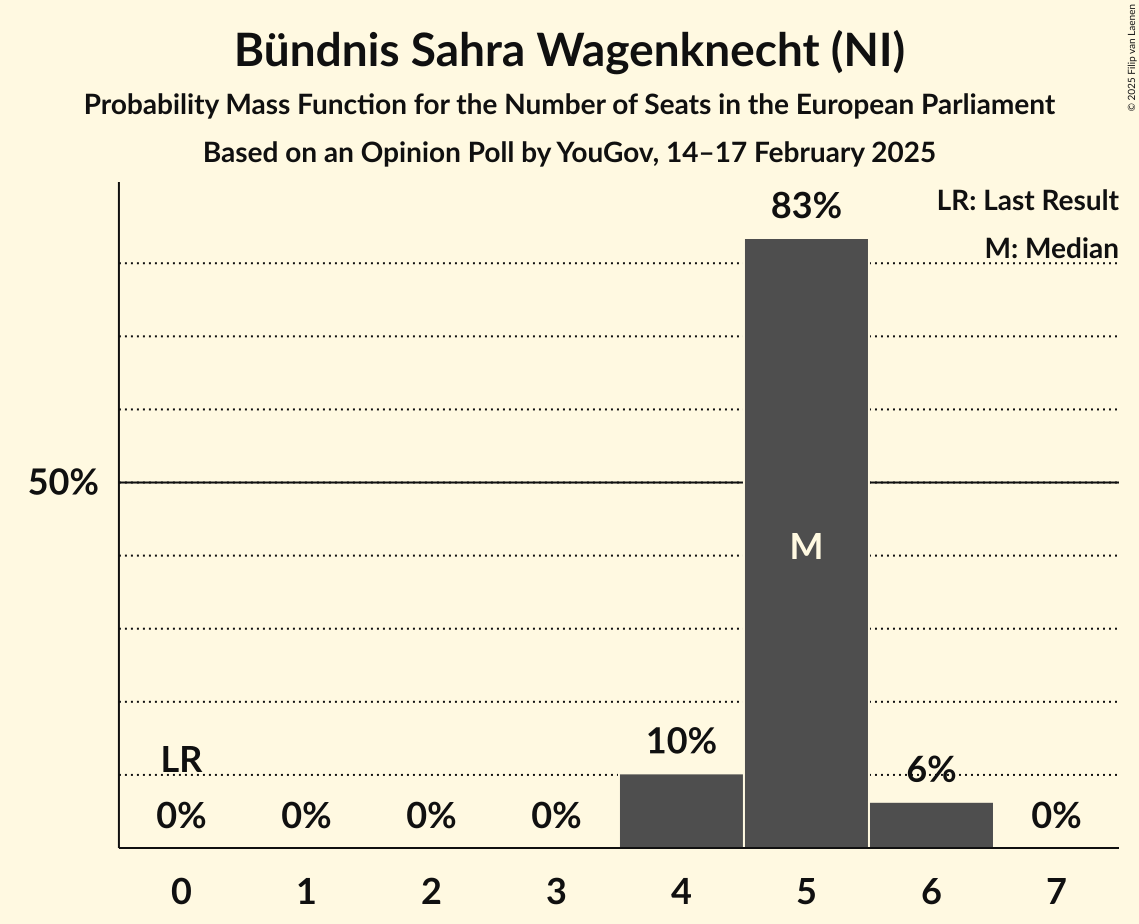 Bündnis Sahra Wagenknecht (NI)
Probability Mass Function for the Number of Seats in the European Parliament
Based on an Opinion Poll by YouGov, 14–17 February 2025
© 2025 Filip van Laenen
LR: Last Result
M: Median
83%
50%
M
LR
10%
6%
0% 0% 0% 0% 0%
0 1 2 3 4 5 6 7